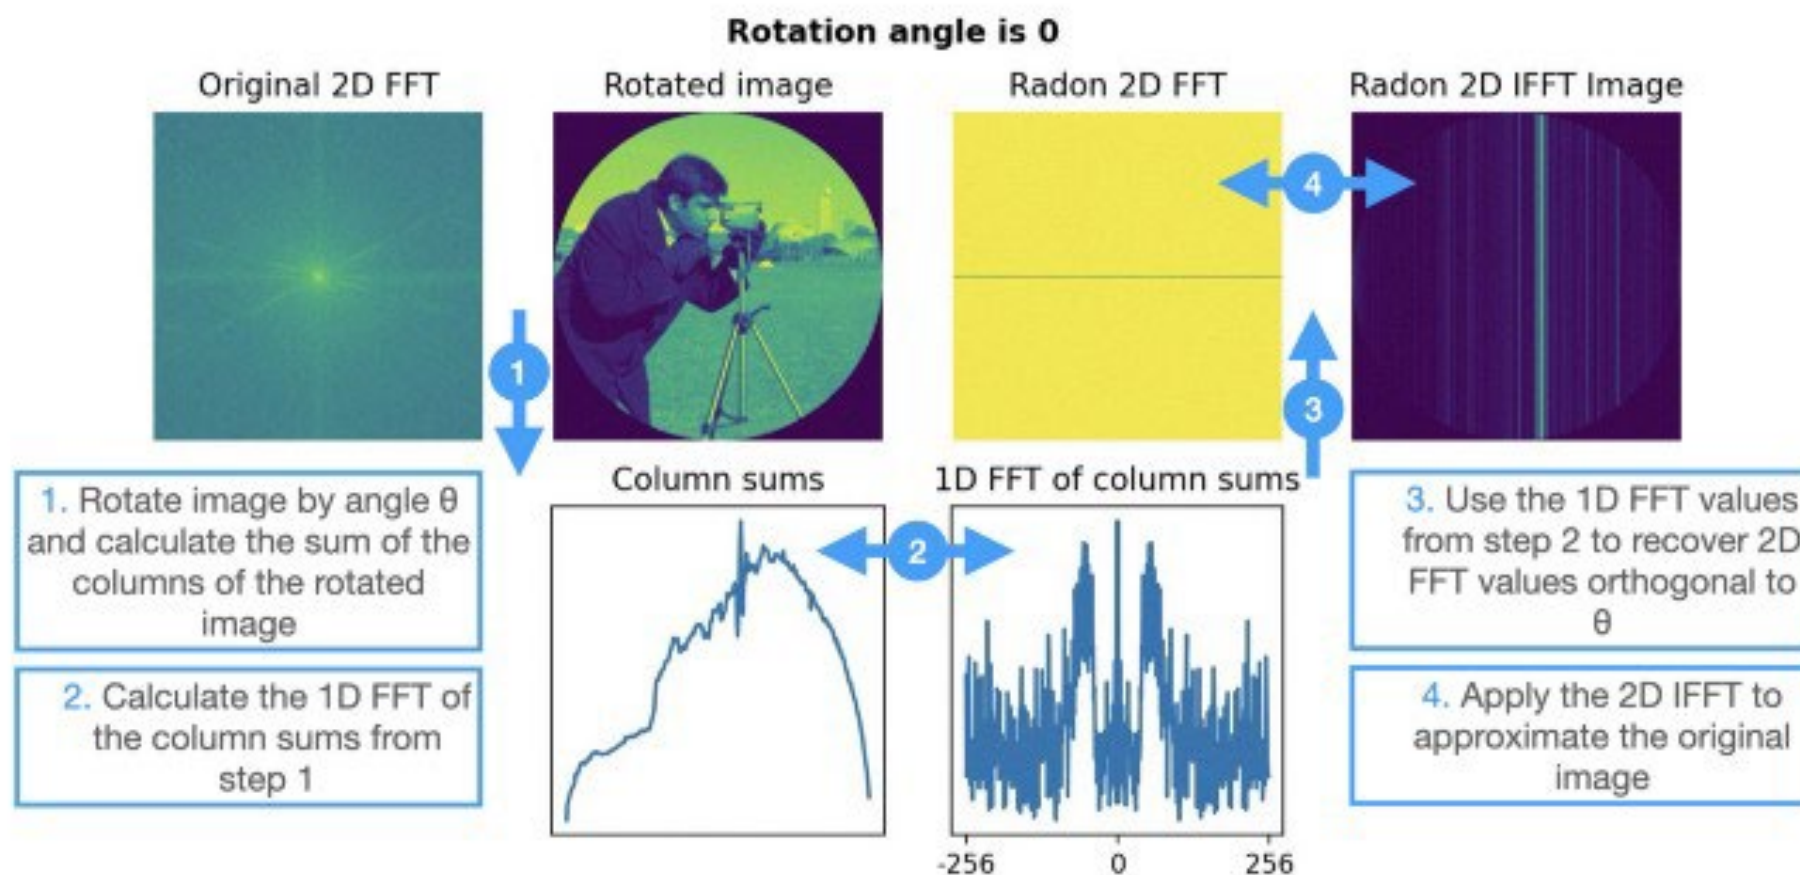 Rotation angle is 0
Original 2D FFT
Rotated image
Radon 2D FFT
Radon 2D IFFT Image
4
1
3
1. Rotate image by angle θ
and calculate the sum of the
columns of the rotated
image
2. Calculate the 1D FFT of
the column sums from
step 1
Column sums
2
1D FFT of column sums
-256
0
256
3. Use the 1D FFT values
from step 2 to recover 2D
FFT values orthogonal to
θ
4. Apply the 2D IFFT to
approximate the original
image